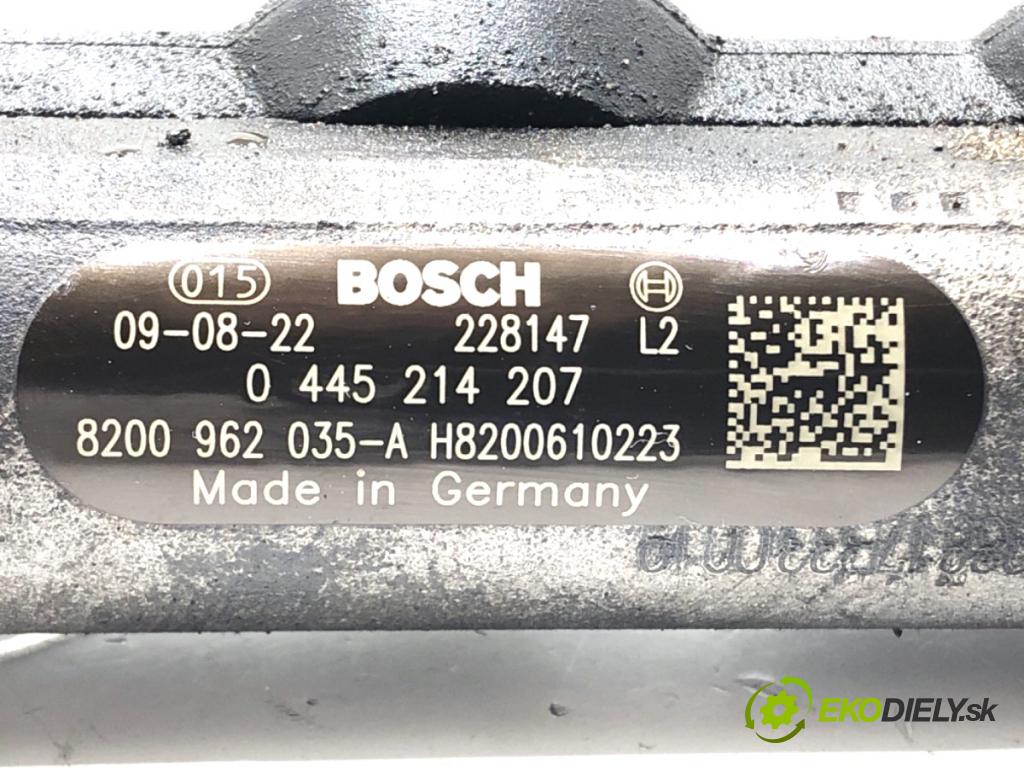 015 BOSCH H
09-08-22 228147 L2
0 445 214 207
8200 962 035-A H8200610223
Made in Germany
EKODIELY.sk